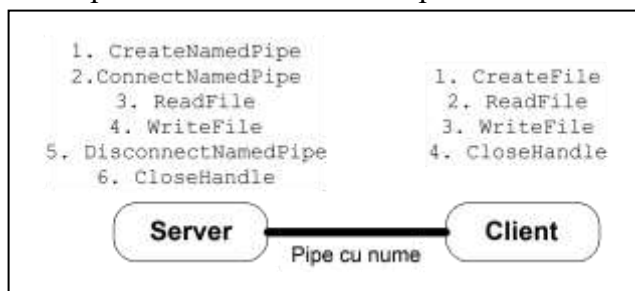 1. CreateNamedPipe
2.ConnectNamedPipe
3. ReadFile
4. WriteFile
5. DisconnectNamedPipe
6. CloseHandle
1. CreateFile
2. ReadFile
3. WriteFile
4. CloseHandle
Server
Client
Pipe cu nume